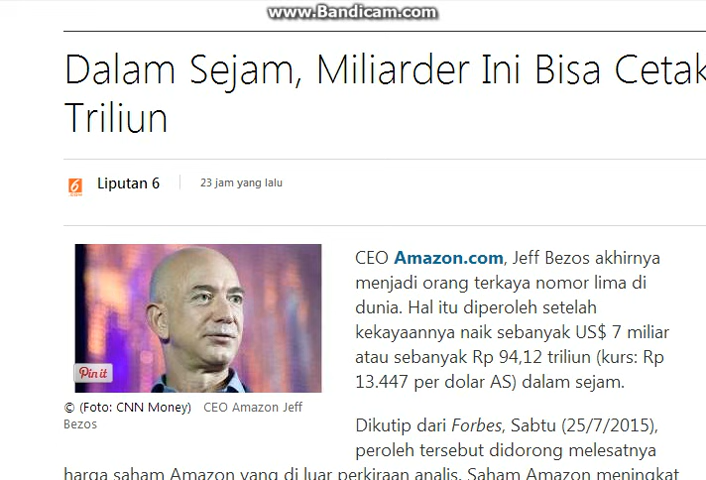 www.Bandicam.com
Dalam Sejam, Miliarder Ini Bisa Cetak
Triliun
Liputan 6
23 jam yang lalu
Pin it
© (Foto: CNN Money) CEO Amazon Jeff
Bezos
CEO Amazon.com, Jeff Bezos akhirnya
menjadi orang terkaya nomor lima di
dunia. Hal itu diperoleh setelah
kekayaannya naik sebanyak US$ 7 miliar
atau sebanyak Rp 94,12 triliun (kurs: Rp
13.447 per dolar AS) dalam sejam.
Dikutip dari Forbes, Sabtu (25/7/2015),
peroleh tersebut didorong melesatnya
harga saham Amazon yang di luar perkiraan analis. Saham Amazon meningkat